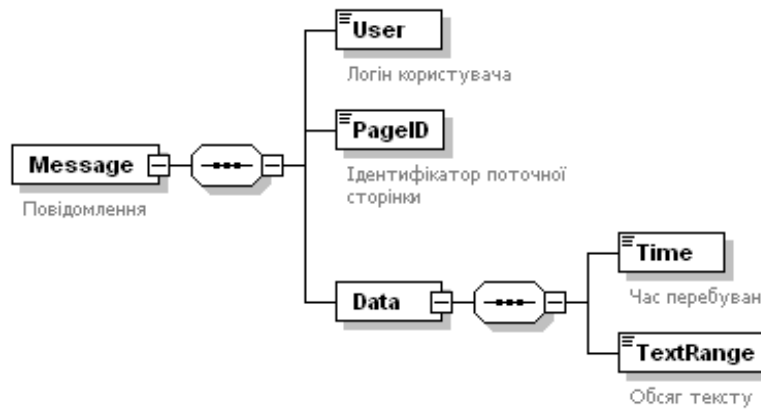 User
Логін користувача
PageID
Ідентифікатор поточної
сторінки
Message
Повідомлення
Data
Time
Час перебуван
TextRange
Обсяг тексту